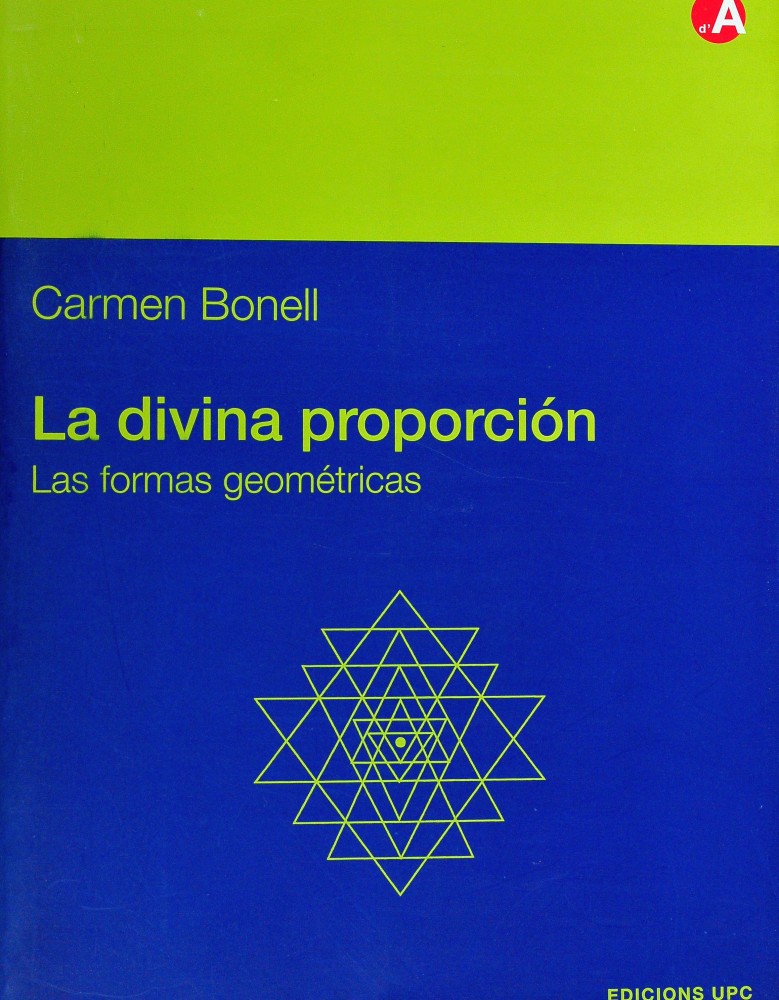 d'A
Carmen Bonell
La divina proporción
Las formas geométricas
EDICIONS UPC